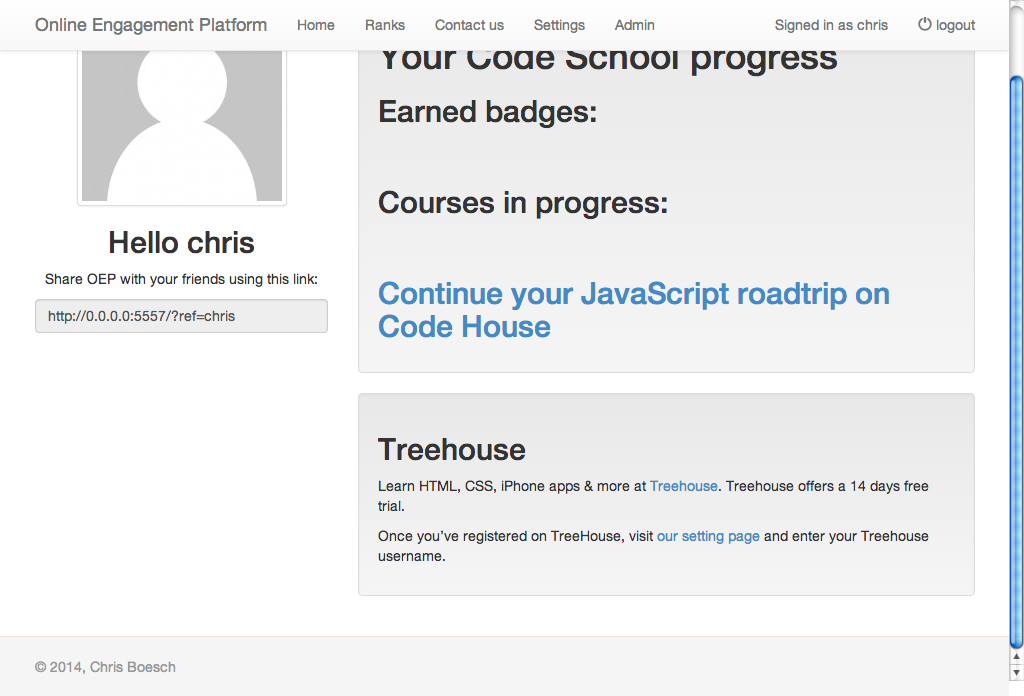 Online Engagement Platform Home Ranks Contact us Settings Admin Signed in as chris logout
Your Code School progress
Earned badges:
Courses in progress:
Continue your JavaScript roadtrip on
Code House
Hello chris
Share OEP with your friends using this link:
http://0.0.0.0:5557/?ref=chris
Treehouse
Learn HTML, CSS, iPhone apps & more at Treehouse. Treehouse offers a 14 days free
trial.
Once you’ve registered on TreeHouse, visit our setting page and enter your Treehouse
username.
© 2014, Chris Boesch